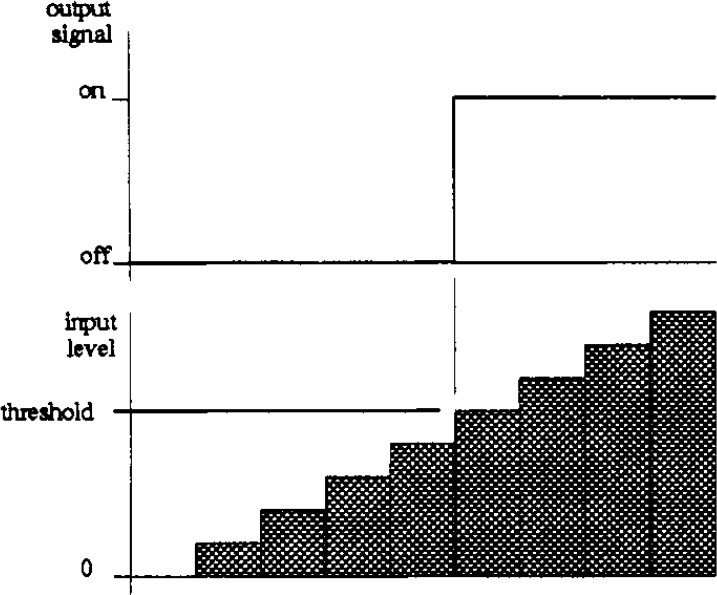 output
signal
on
off
input
level
threshold
0